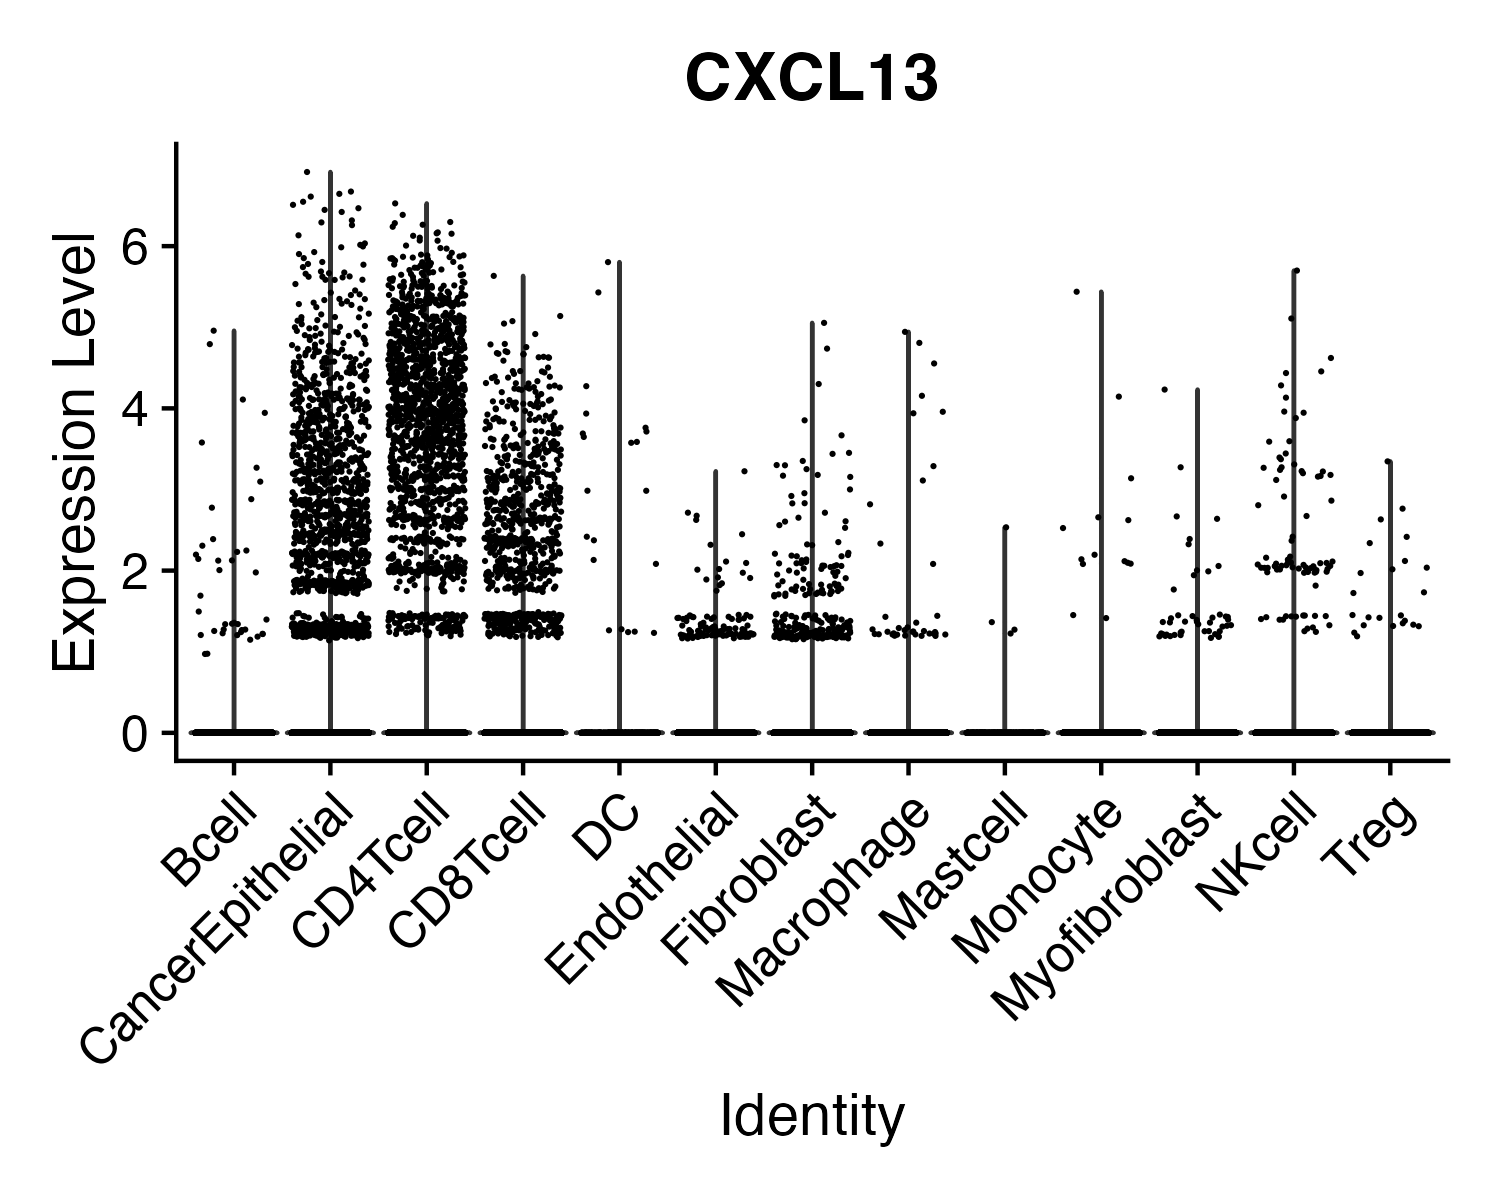 CXCL13
Expression Level
6
4
2
0
Bcell
CancerEpithelial
CD4Tcell
CD8Tcell
DC
Endothelial
Fibroblast
Macrophage
Mastcell
Monocyte
Myofibroblast
NKcell
Treg
Identity